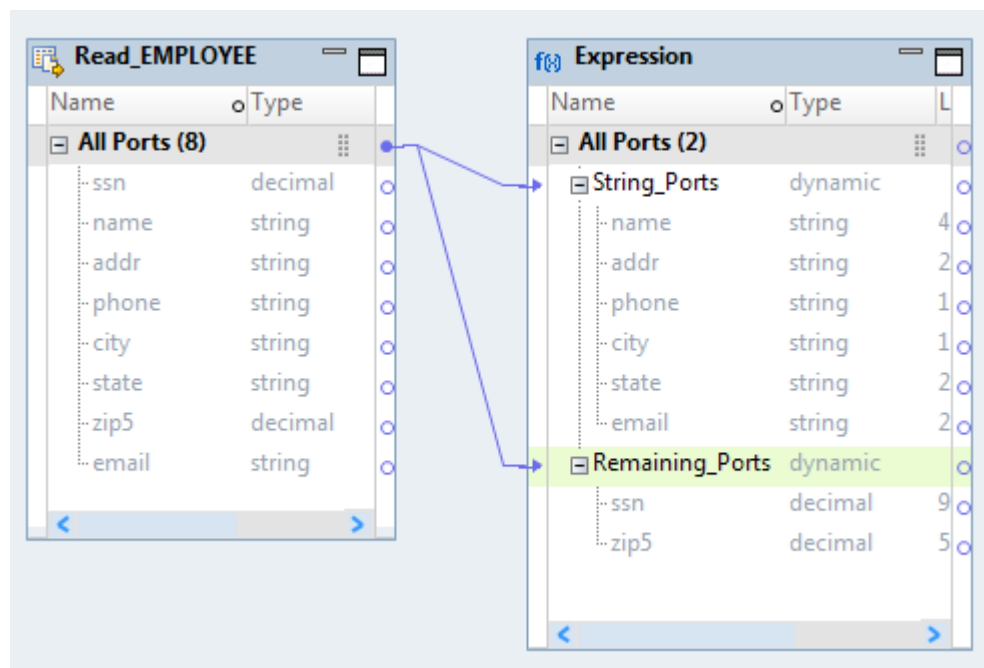 Read_EMPLOYEE
Name Type
All Ports (8)
ssn decimal
name string
addr string
phone string
city string
state string
zip5 decimal
email string
f(x) Expression
Name Type L
All Ports (2)
String_Ports dynamic
name string 4
addr string 2
phone string 1
city string 1
state string 2
email string 2
Remaining_Ports dynamic
ssn decimal 9
zip5 decimal 5